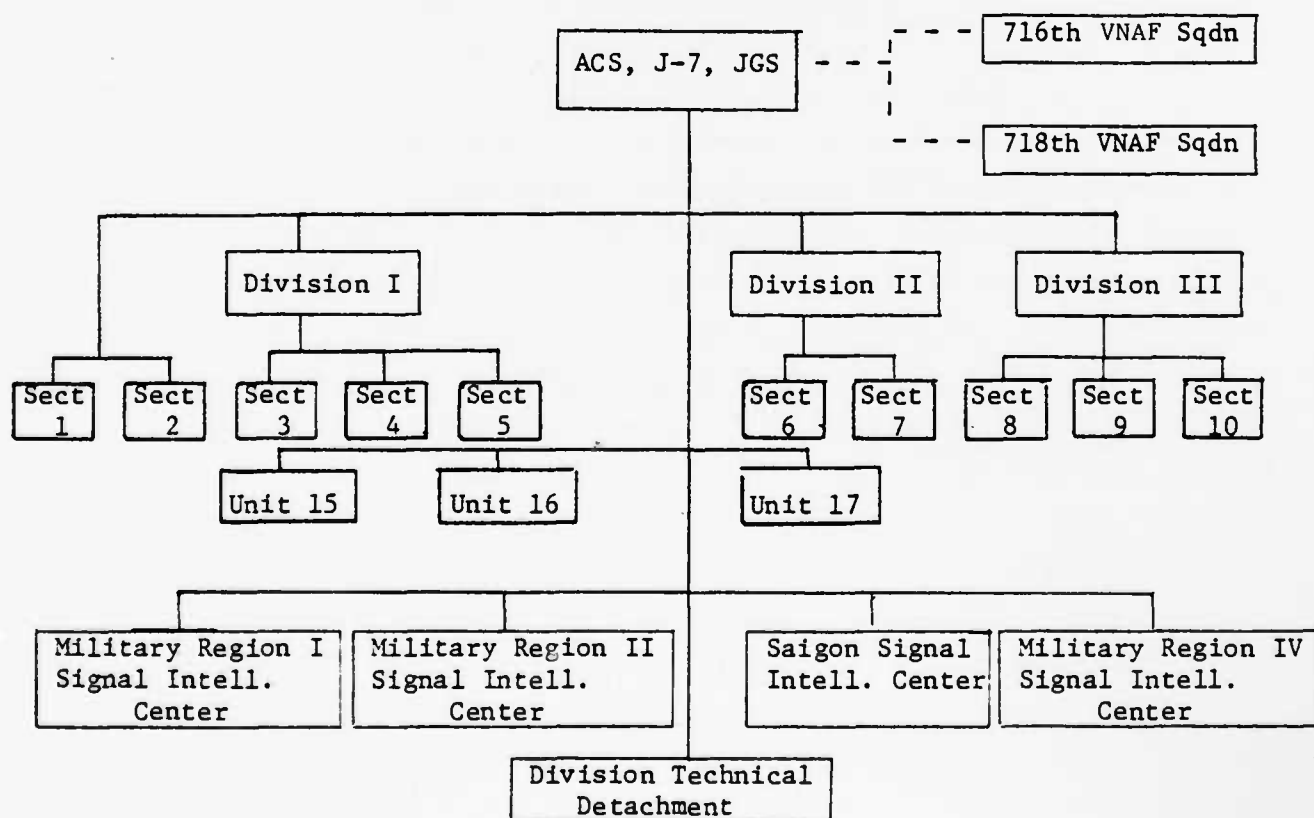 ACS, J-7, JGS
716th VNAF Sqdn
718th VNAF Sqdn
Division I
Division II
Division III
Sect
1
Sect
2
Sect
3
Sect
4
Sect
5
Sect
6
Sect
7
Sect
8
Sect
9
Sect
10
Unit 15
Unit 16
Unit 17
Military Region I
Signal Intell.
Center
Military Region II
Signal Intell.
Center
Saigon Signal
Intell. Center
Military Region IV
Signal Intell.
Center
Division Technical
Detachment